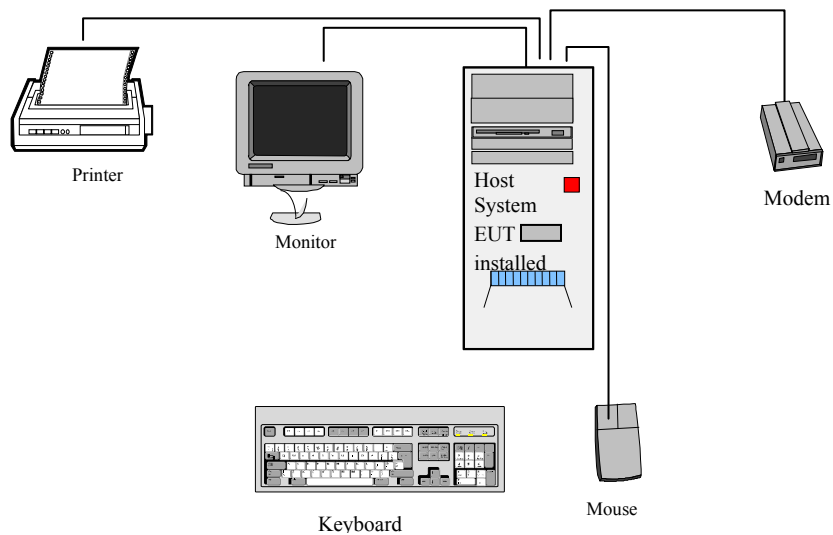 Printer
Monitor
Host
System
EUT
installed
Modem
Keyboard
Mouse